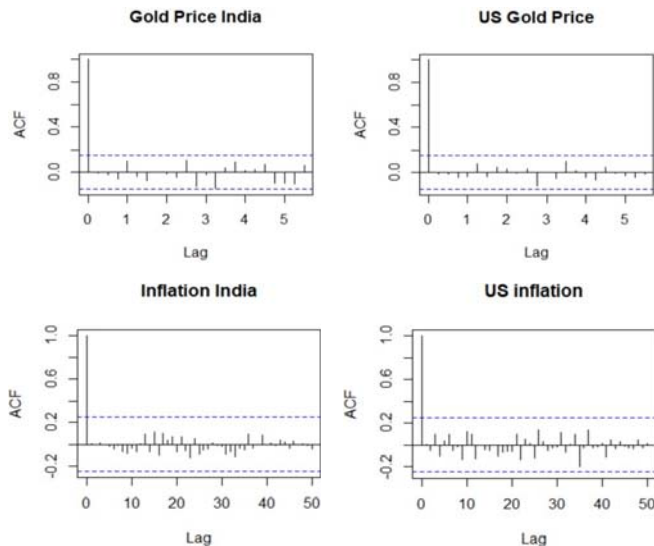 Gold Price India
US Gold Price
ACF
0.0 0.4 0.8
0 1 2 3 4 5
Lag
ACF
0.0 0.4 0.8
0 1 2 3 4 5
Lag
Inflation India
US inflation
ACF
-0.2 0.2 0.6 1.0
0 10 20 30 40 50
Lag
ACF
-0.2 0.2 0.6 1.0
0 10 20 30 40 50
Lag